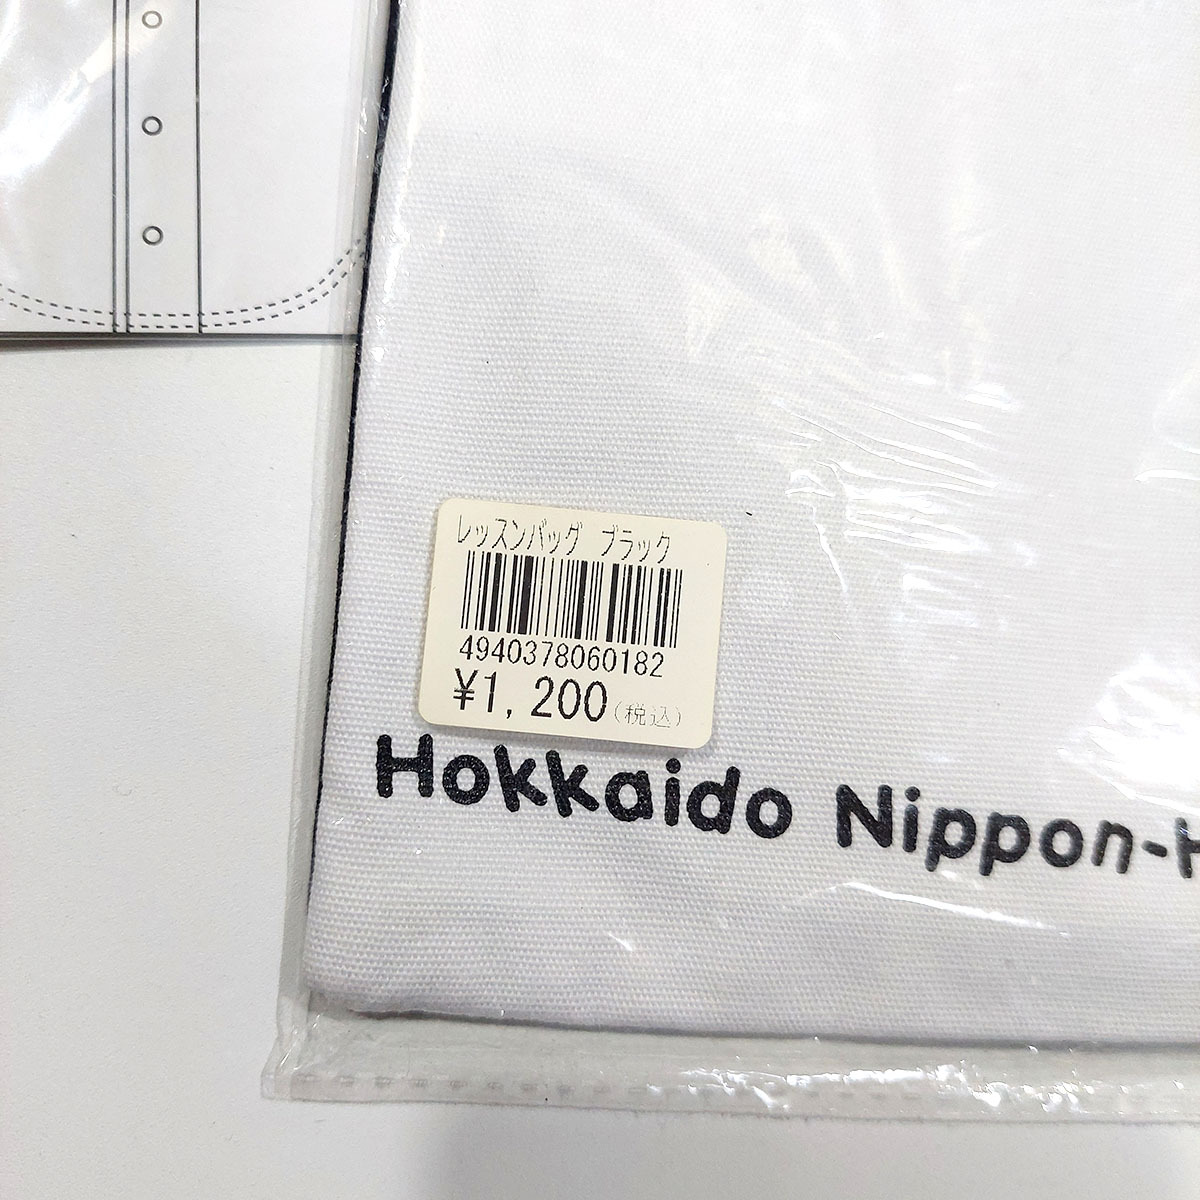 レッスンバッグ ブラック
4940378060182
¥1,200(税込)
Hokkaido Nippon-H